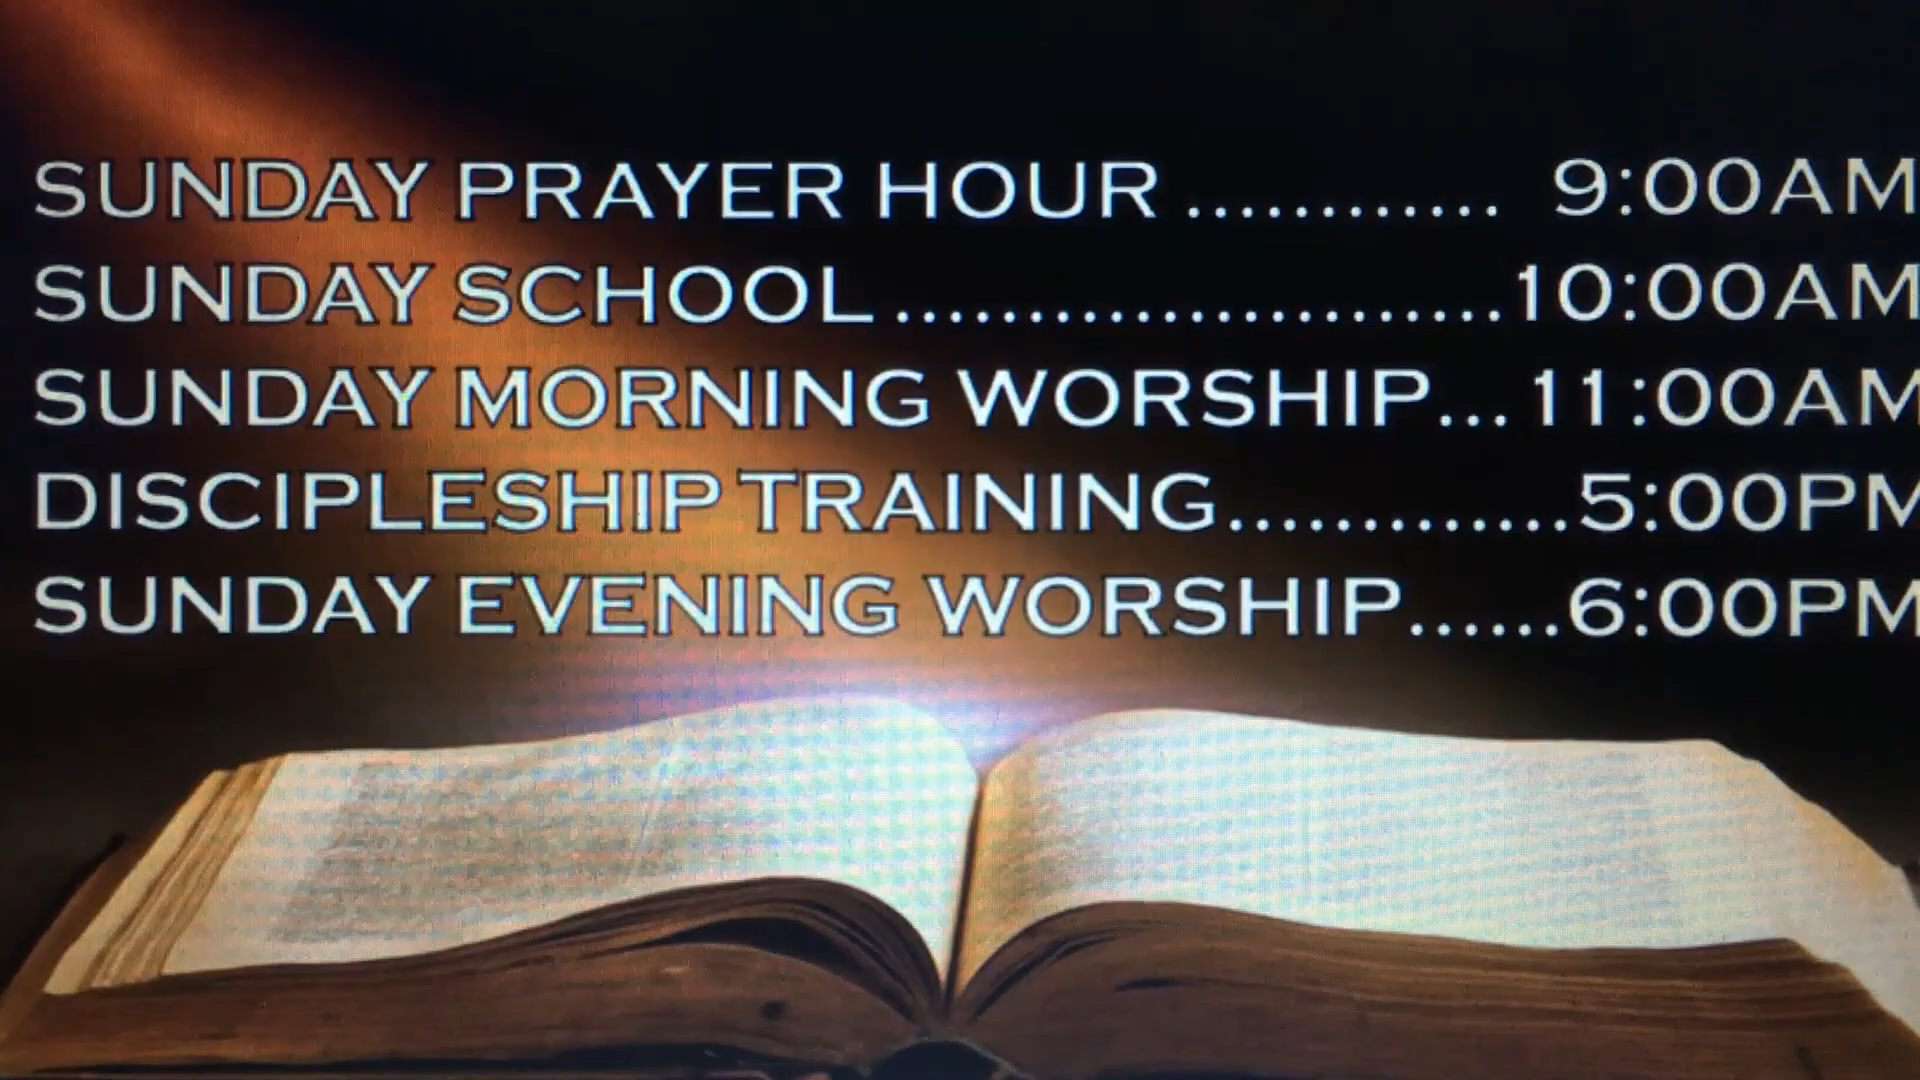 SUNDAY PRAYER HOUR ............ 9:00AM
SUNDAY SCHOOL.......................10:00AM
SUNDAY MORNING WORSHIP... 11:00AM
DISCIPLESHIP TRAINING.............5:00PM
SUNDAY EVENING WORSHIP......6:00PM